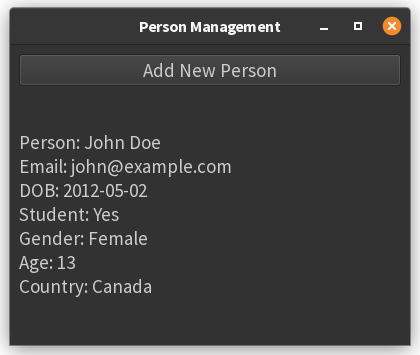 Person Management
Add New Person
Person: John Doe
Email: john@example.com
DOB: 2012-05-02
Student: Yes
Gender: Female
Age: 13
Country: Canada